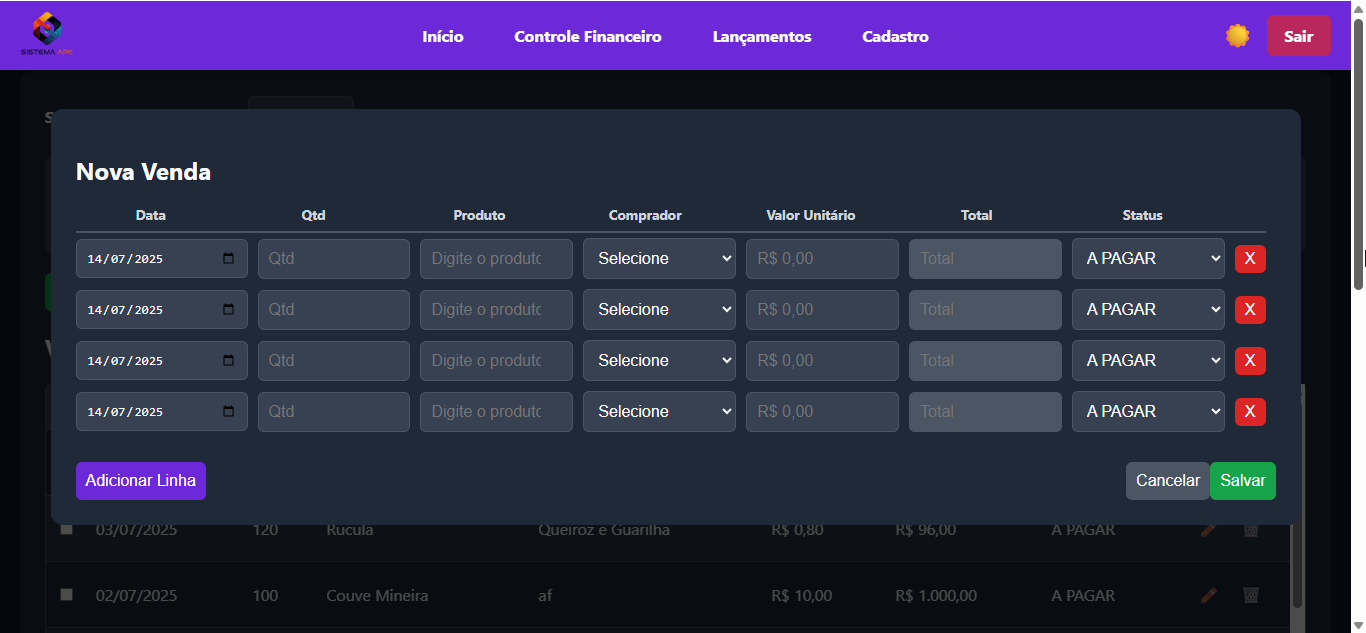 SISTEMA ARK
Início Controle Financeiro Lançamentos Cadastro Sair
Nova Venda
Data Qtd Produto Comprador Valor Unitário Total Status
14/07/2025 Qtd Digite o produto Selecione R$ 0,00 Total A PAGAR X
14/07/2025 Qtd Digite o produto Selecione R$ 0,00 Total A PAGAR X
14/07/2025 Qtd Digite o produto Selecione R$ 0,00 Total A PAGAR X
14/07/2025 Qtd Digite o produto Selecione R$ 0,00 Total A PAGAR X
Adicionar Linha Cancelar Salvar
03/07/2025 120 Rúcula Queiroz e Guarilha R$ 0,80 R$ 96,00 A PAGAR
02/07/2025 100 Couve Mineira af R$ 10,00 R$ 1.000,00 A PAGAR